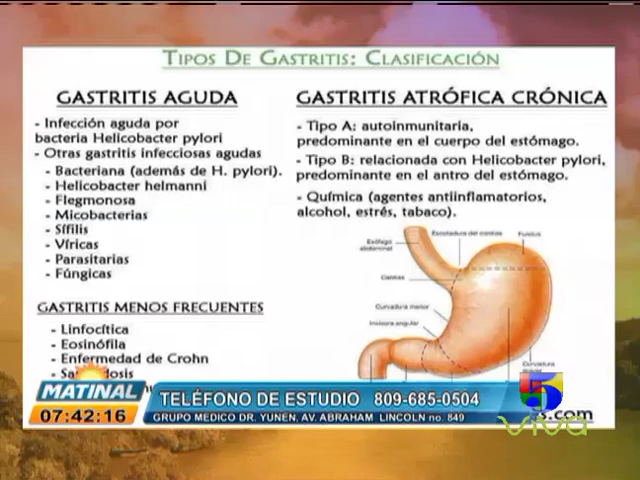 TIPOS DE GASTRITIS: CLASIFICACIÓN
GASTRITIS AGUDA
- Infección aguda por
bacteria Helicobacter pylori
- Otras gastritis infecciosas agudas
- Bacteriana (además de H. pylori).
- Helicobacter helmanni
- Flegmonosa
- Micobacterias
- Sífilis
- Víricas
- Parasitarias
- Fúngicas
GASTRITIS MENOS FRECUENTES
- Linfocítica
- Eosinófila
- Enfermedad de Crohn
GASTRITIS ATRÓFICA CRÓNICA
- Tipo A: autoinmunitaria,
predominante en el cuerpo del estómago.
- Tipo B: relacionada con Helicobacter pylori,
predominante en el antro del estómago.
- Química (agentes antiinflamatorios,
alcohol, estrés, tabaco).
Escotadura del cardias
Fundus
Esófago
abdominal
Cardias
Curvadura menor
Incisura angular
Curvatura
MATINAL
07:42:16
TELÉFONO DE ESTUDIO 809-685-0504
GRUPO MEDICO DR. YUNÉN, AV. ABRAHAM LINCOLN no. 849
5
viva
s.com